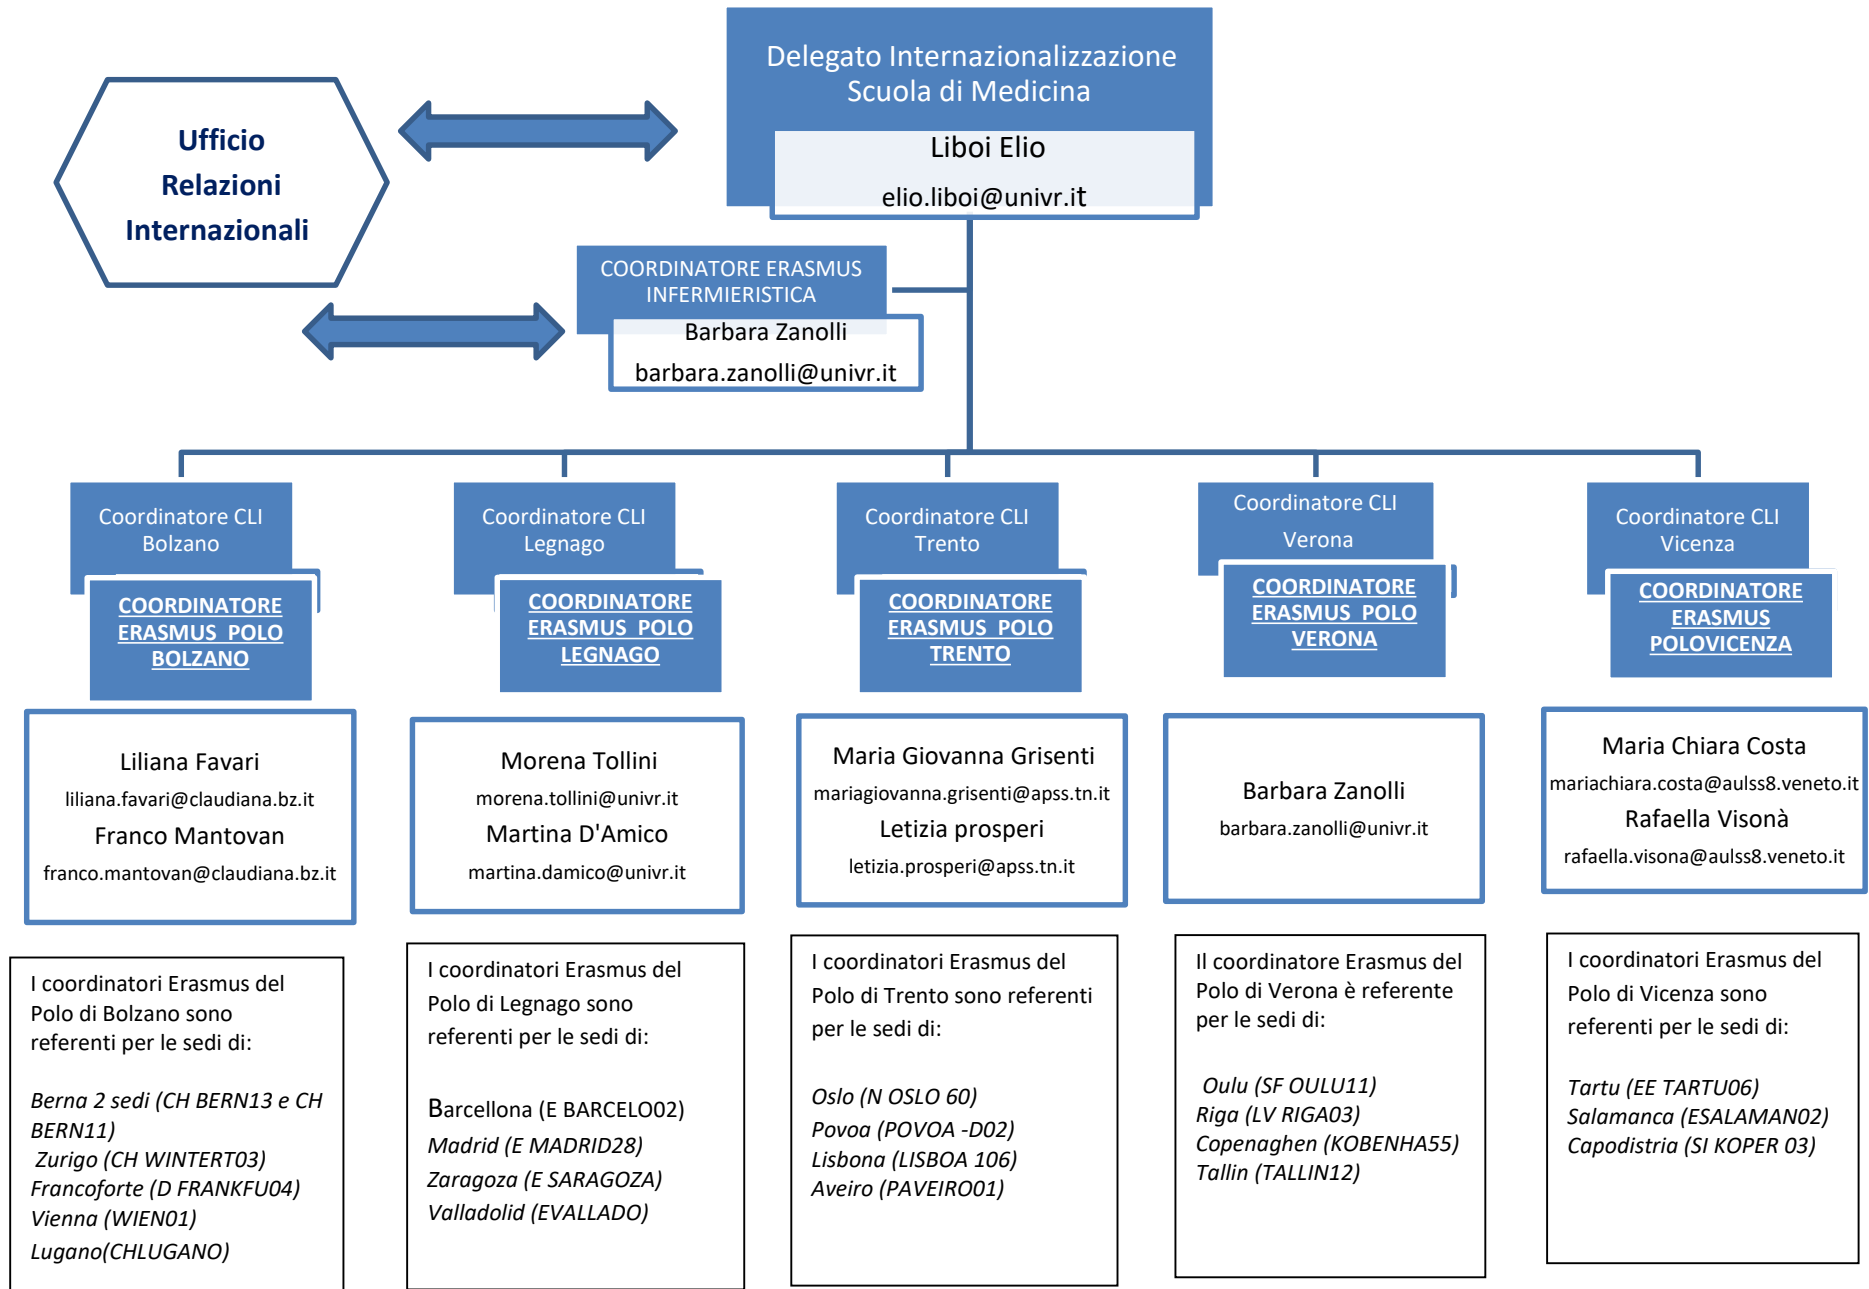 Delegato Internazionalizzazione
Scuola di Medicina
Liboi Elio
elio.liboi@univr.it
Ufficio
Relazioni
Internazionali
COORDINATORE ERASMUS
INFERMIERISTICA
Barbara Zanolli
barbara.zanolli@univr.it
Coordinatore CLI
Bolzano
COORDINATORE
ERASMUS POLO
BOLZANO
Liliana Favari
liliana.favari@claudiana.bz.it
Franco Mantovan
franco.mantovan@claudiana.bz.it
I coordinatori Erasmus del
Polo di Bolzano sono
referenti per le sedi di:
Berna 2 sedi (CH BERN13 e CH
BERN11)
Zurigo (CH WINTERT03)
Francoforte (D FRANKFU04)
Vienna (WIEN01)
Lugano(CHLUGANO)
Coordinatore CLI
Legnago
COORDINATORE
ERASMUS POLO
LEGNAGO
Morena Tollini
morena.tollini@univr.it
Martina D'Amico
martina.damico@univr.it
I coordinatori Erasmus del
Polo di Legnago sono
referenti per le sedi di:
Barcellona (E BARCELO02)
Madrid (E MADRID28)
Zaragoza (E SARAGOZA)
Valladolid (EVALLADO)
Coordinatore CLI
Trento
COORDINATORE
ERASMUS POLO
TRENTO
Maria Giovanna Grisenti
mariagiovanna.grisenti@apss.tn.it
Letizia prosperi
letizia.prosperi@apss.tn.it
I coordinatori Erasmus del
Polo di Trento sono referenti
per le sedi di:
Oslo (N OSLO 60)
Povoa (POVOA -D02)
Lisbona (LISBOA 106)
Aveiro (PAVEIRO01)
Coordinatore CLI
Verona
COORDINATORE
ERASMUS POLO
VERONA
Barbara Zanolli
barbara.zanolli@univr.it
Il coordinatore Erasmus del
Polo di Verona è referente
per le sedi di:
Oulu (SF OULU11)
Riga (LV RIGA03)
Copenaghen (KOBENHA55)
Tallin (TALLIN12)
Coordinatore CLI
Vicenza
COORDINATORE
ERASMUS
POLOVICENZA
Maria Chiara Costa
mariachiara.costa@aulss8.veneto.it
Rafaella Visonà
rafaella.visona@aulss8.veneto.it
I coordinatori Erasmus del
Polo di Vicenza sono
referenti per le sedi di:
Tartu (EE TARTU06)
Salamanca (ESALAMAN02)
Capodistria (SI KOPER 03)